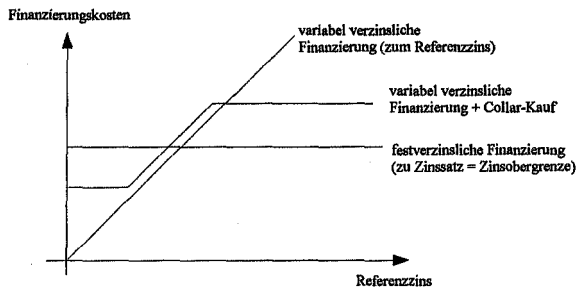 Finanzierungskosten
variabel verzinsliche
Finanzierung (zum Referenzzins)
variabel verzinsliche
Finanzierung + Collar-Kauf
festverzinsliche Finanzierung
(zu Zinssatz = Zinsobergrenze)
Referenzzins